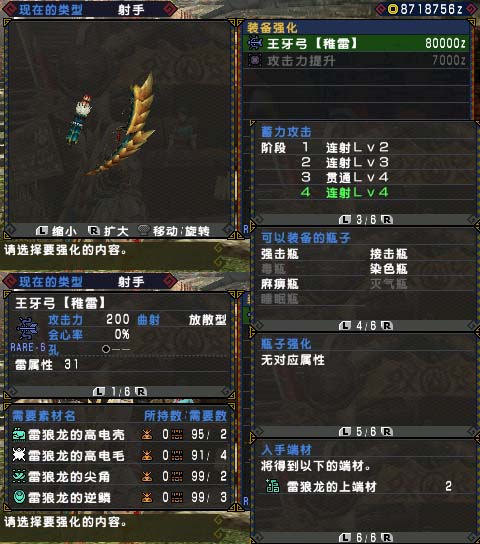 现在的类型 射手
8718756z
装备强化
王牙弓【稚雷】 80000z
攻击力提升 7000z
蓄力攻击
阶段 1 连射Lv2
2 连射Lv3
3 贯通Lv4
4 连射Lv4
L 3/6 R
L 缩小 R 扩大 移动/旋转
请选择要强化的内容。
可以装备的瓶子
强击瓶 接击瓶
毒瓶 染色瓶
麻痹瓶 灭气瓶
睡眠瓶
L 4/6 R
现在的类型 射手
王牙弓【稚雷】
攻击力 200 曲射 放散型
会心率 0%
RARE-6 孔 ●——
雷属性 31
L 1/6 R
需要素材名 所持数/需要数
雷狼龙的高电壳 0 95/ 2
雷狼龙的高电毛 0 91/ 4
雷狼龙的尖角 0 99/ 2
雷狼龙的逆鳞 0 99/ 3
请选择要强化的内容。
瓶子强化
无对应属性
L 5/6 R
入手端材
将得到以下的端材。
雷狼龙的上端材 2
L 6/6 R